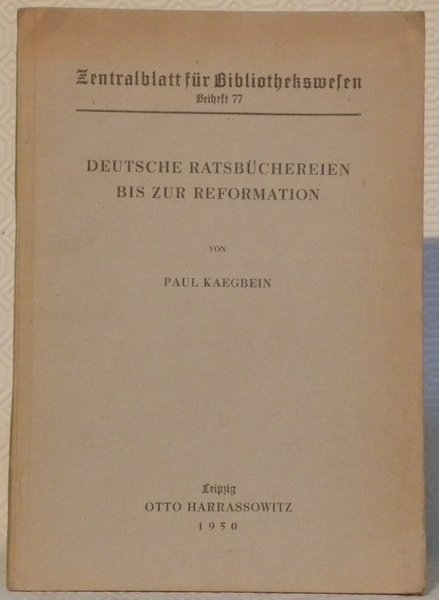 Zentralblatt für Bibliothekswesen
Beiheft 77
DEUTSCHE RATSBÜCHEREIEN
BIS ZUR REFORMATION
VON
PAUL KAEGBEIN
Leipzig
OTTO HARRASSOWITZ
1950